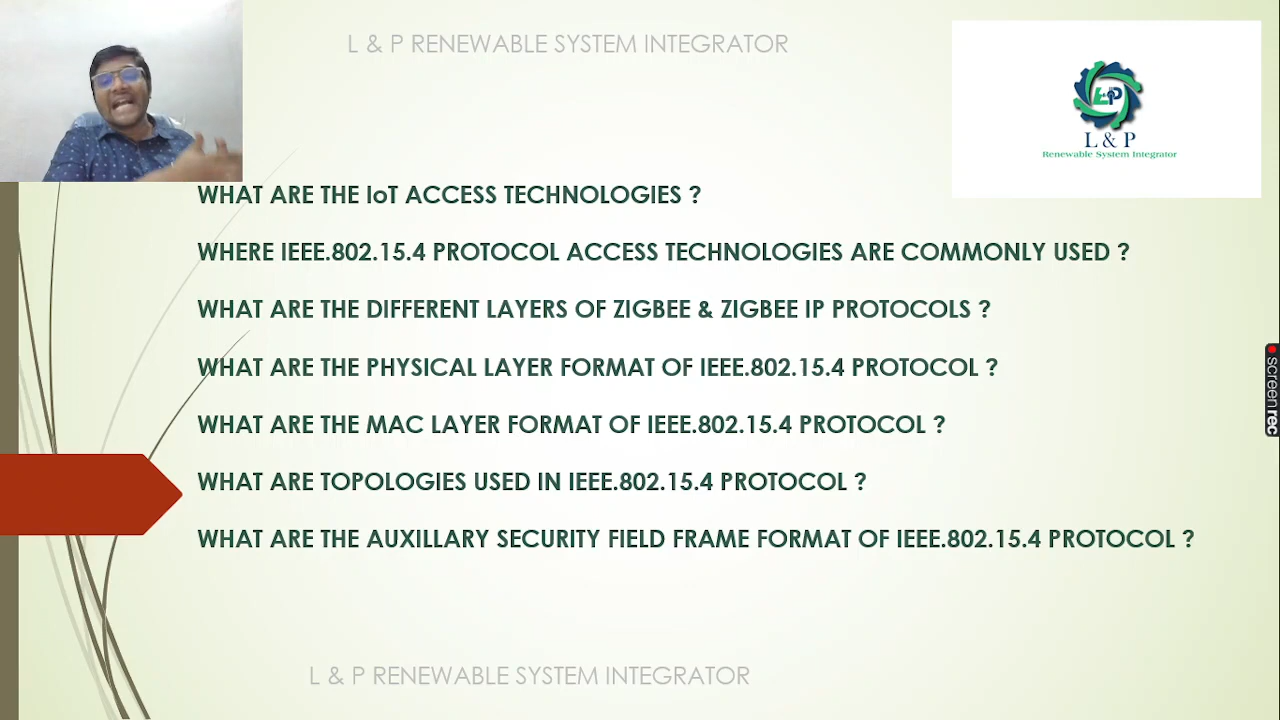 L & P RENEWABLE SYSTEM INTEGRATOR
L&P
L & P
Renewable System Integrator
WHAT ARE THE IoT ACCESS TECHNOLOGIES ?
WHERE IEEE.802.15.4 PROTOCOL ACCESS TECHNOLOGIES ARE COMMONLY USED ?
WHAT ARE THE DIFFERENT LAYERS OF ZIGBEE & ZIGBEE IP PROTOCOLS ?
WHAT ARE THE PHYSICAL LAYER FORMAT OF IEEE.802.15.4 PROTOCOL ?
WHAT ARE THE MAC LAYER FORMAT OF IEEE.802.15.4 PROTOCOL ?
WHAT ARE TOPOLOGIES USED IN IEEE.802.15.4 PROTOCOL ?
WHAT ARE THE AUXILLARY SECURITY FIELD FRAME FORMAT OF IEEE.802.15.4 PROTOCOL ?
screenrec
L & P RENEWABLE SYSTEM INTEGRATOR